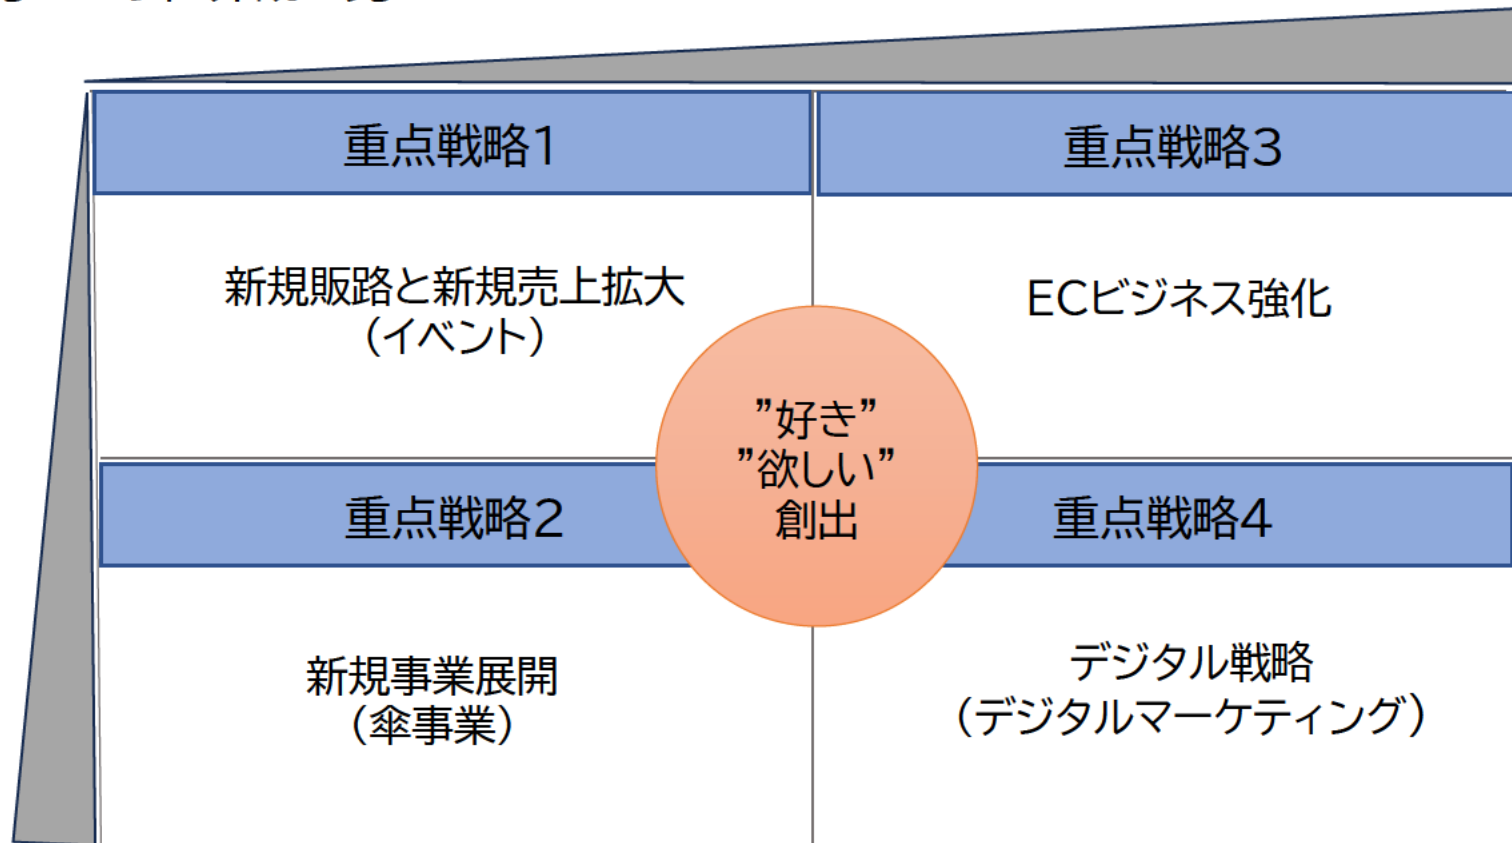 重点戦略1
重点戦略3
新規販路と新規売上拡大
（イベント）
ECビジネス強化
”好き”
”欲しい”
創出
重点戦略2
重点戦略4
新規事業展開
（傘事業）
デジタル戦略
（デジタルマーケティング）